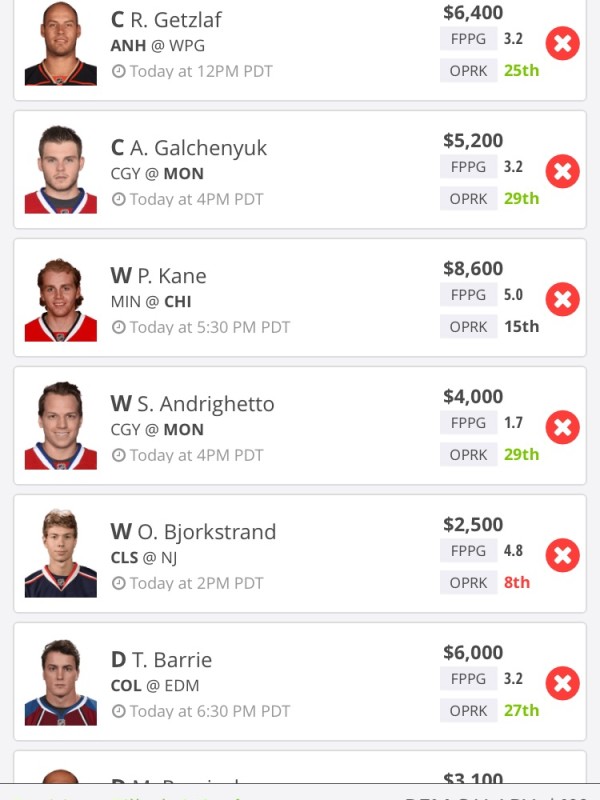 C R. Getzlaf
$6,400
ANH @ WPG
FPPG 3.2
Today at 12PM PDT
OPRK 25th
C A. Galchenyuk
$5,200
CGY @ MON
FPPG 3.2
Today at 4PM PDT
OPRK 29th
W P. Kane
$8,600
MIN @ CHI
FPPG 5.0
Today at 5:30 PM PDT
OPRK 15th
W S. Andrighetto
$4,000
CGY @ MON
FPPG 1.7
Today at 4PM PDT
OPRK 29th
W O. Bjorkstrand
$2,500
CLS @ NJ
FPPG 4.8
Today at 2PM PDT
OPRK 8th
D T. Barrie
$6,000
COL @ EDM
FPPG 3.2
Today at 6:30 PM PDT
OPRK 27th
$3,100